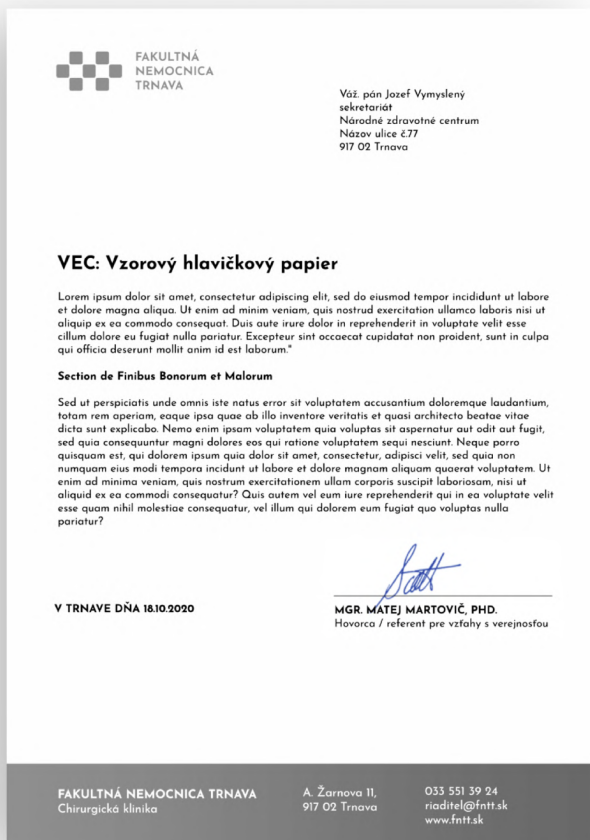 FAKULTNÁ
NEMOCNICA
TRNAVA
Váž. pán Jozef Vymyslený
sekretariát
Národné zdravotné centrum
Názov ulice č.77
917 02 Trnava
VEC: Vzorový hlavičkový papier
Lorem ipsum dolor sit amet, consectetur adipiscing elit, sed do eiusmod tempor incididunt ut labore
et dolore magna aliqua. Ut enim ad minim veniam, quis nostrud exercitation ullamco laboris nisi ut
aliquip ex ea commodo consequat. Duis aute irure dolor in reprehenderit in voluptate velit esse
cillum dolore eu fugiat nulla pariatur. Excepteur sint occaecat cupidatat non proident, sunt in culpa
qui officia deserunt mollit anim id est laborum."
Section de Finibus Bonorum et Malorum
Sed ut perspiciatis unde omnis iste natus error sit voluptatem accusantium doloremque laudantium,
totam rem aperiam, eaque ipsa quae ab illo inventore veritatis et quasi architecto beatae vitae
dicta sunt explicabo. Nemo enim ipsam voluptatem quia voluptas sit aspernatur aut odit aut fugit,
sed quia consequuntur magni dolores eos qui ratione voluptatem sequi nesciunt. Neque porro
quisquam est, qui dolorem ipsum quia dolor sit amet, consectetur, adipisci velit, sed quia non
numquam eius modi tempora incidunt ut labore et dolore magnam aliquam quaerat voluptatem. Ut
enim ad minima veniam, quis nostrum exercitationem ullam corporis suscipit laboriosam, nisi ut
aliquid ex ea commodi consequatur? Quis autem vel eum iure reprehenderit qui in ea voluptate velit
esse quam nihil molestiae consequatur, vel illum qui dolorem eum fugiat quo voluptas nulla
pariatur?
V TRNAVE DŇA 18.10.2020
MGR. MATEJ MARTOVIČ, PHD.
Hovorca / referent pre vzťahy s verejnosťou
FAKULTNÁ NEMOCNICA TRNAVA
Chirurgická klinika
A. Žarnova 11,
917 02 Trnava
033 551 39 24
riaditel@fntt.sk
www.fntt.sk